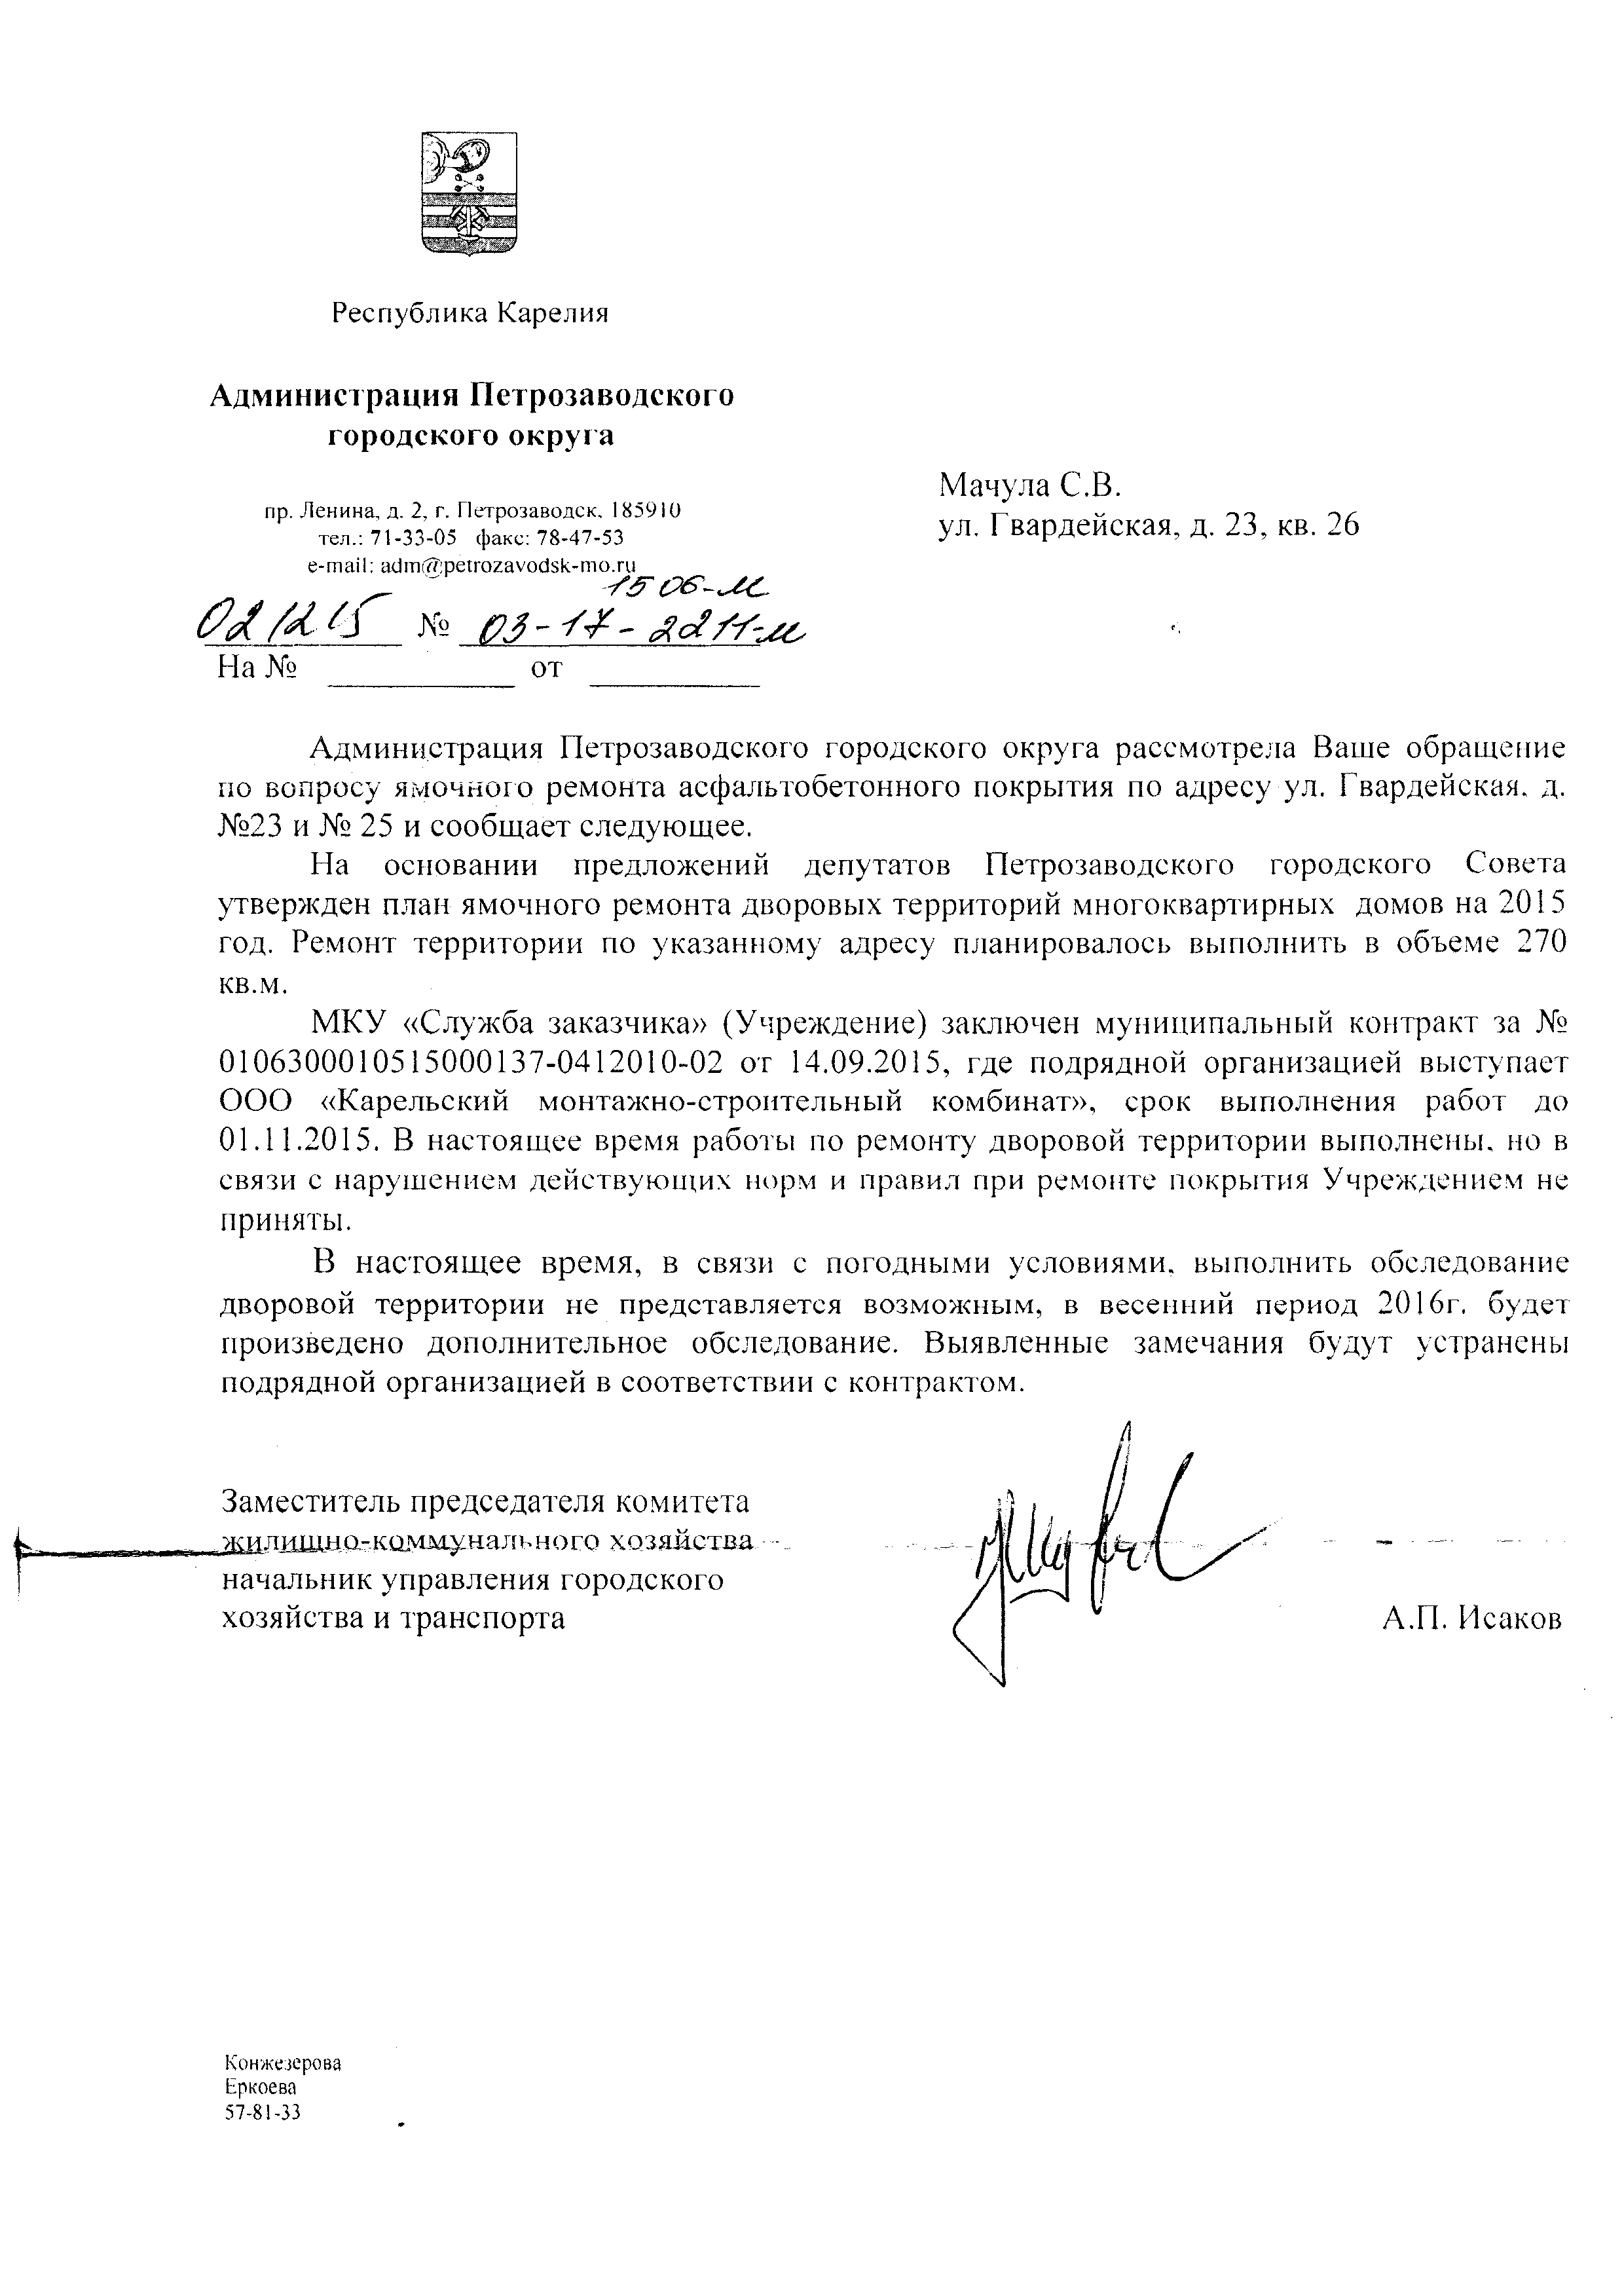 Республика Карелия
Администрация Петрозаводского
городского округа
пр. Ленина, д. 2, г. Петрозаводск, 185910
тел.: 71-33-05 факс: 78-47-53
e-mail: adm@petrozavodsk-mo.ru
Мачула С.В.
ул. Гвардейская, д. 23, кв. 26
1506-м
021215 № 03-17-2211-м
На № от
Администрация Петрозаводского городского округа рассмотрела Ваше обращение
по вопросу ямочного ремонта асфальтобетонного покрытия по адресу ул. Гвардейская, д.
№23 и № 25 и сообщает следующее.
На основании предложений депутатов Петрозаводского городского Совета
утвержден план ямочного ремонта дворовых территорий многоквартирных домов на 2015
год. Ремонт территории по указанному адресу планировалось выполнить в объеме 270
кв.м.
МКУ «Служба заказчика» (Учреждение) заключен муниципальный контракт за №
0106300010515000137-0412010-02 от 14.09.2015, где подрядной организацией выступает
ООО «Карельский монтажно-строительный комбинат», срок выполнения работ до
01.11.2015. В настоящее время работы по ремонту дворовой территории выполнены, но в
связи с нарушением действующих норм и правил при ремонте покрытия Учреждением не
приняты.
В настоящее время, в связи с погодными условиями, выполнить обследование
дворовой территории не представляется возможным, в весенний период 2016г. будет
произведено дополнительное обследование. Выявленные замечания будут устранены
подрядной организацией в соответствии с контрактом.
Заместитель председателя комитета
жилищно-коммунального хозяйства -
начальник управления городского
хозяйства и транспорта
А.П. Исаков
Конжезерова
Еркоева
57-81-33